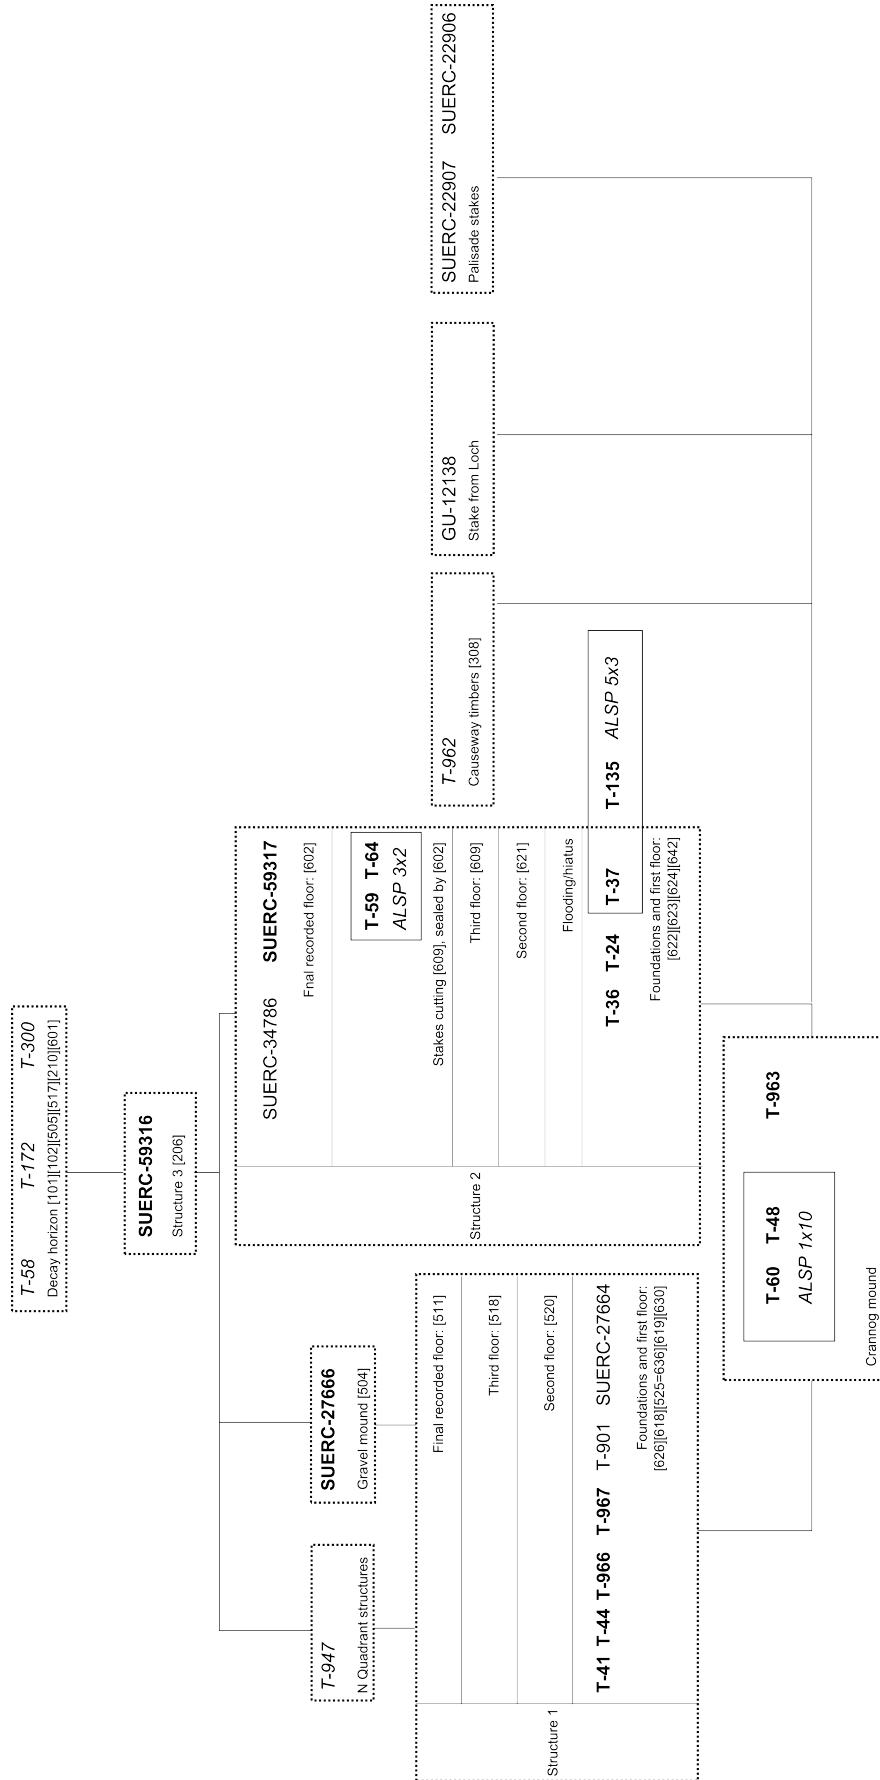 T-58 T-172 T-300
Decay horizon [101][102][505][517][210][601]
SUERC-59316
Structure 3 [206]
T-947
N Quadrant structures
SUERC-27666
Gravel mound [504]
Structure 1
Final recorded floor: [511]
Third floor: [518]
Second floor: [520]
T-41 T-44 T-966 T-967 T-901 SUERC-27664
Foundations and first floor:
[626][618][525=636][619][630]
Structure 2
SUERC-34786 SUERC-59317
Fnal recorded floor: [602]
T-59 T-64
ALSP 3x2
Stakes cutting [609], sealed by [602]
Third floor: [609]
Second floor: [621]
Flooding/hiatus
T-36 T-24 T-37 T-135 ALSP 5x3
Foundations and first floor:
[622][623][624][642]
T-962
Causeway timbers [308]
GU-12138
Stake from Loch
SUERC-22907 SUERC-22906
Palisade stakes
T-60 T-48 T-963
ALSP 1x10
Crannog mound